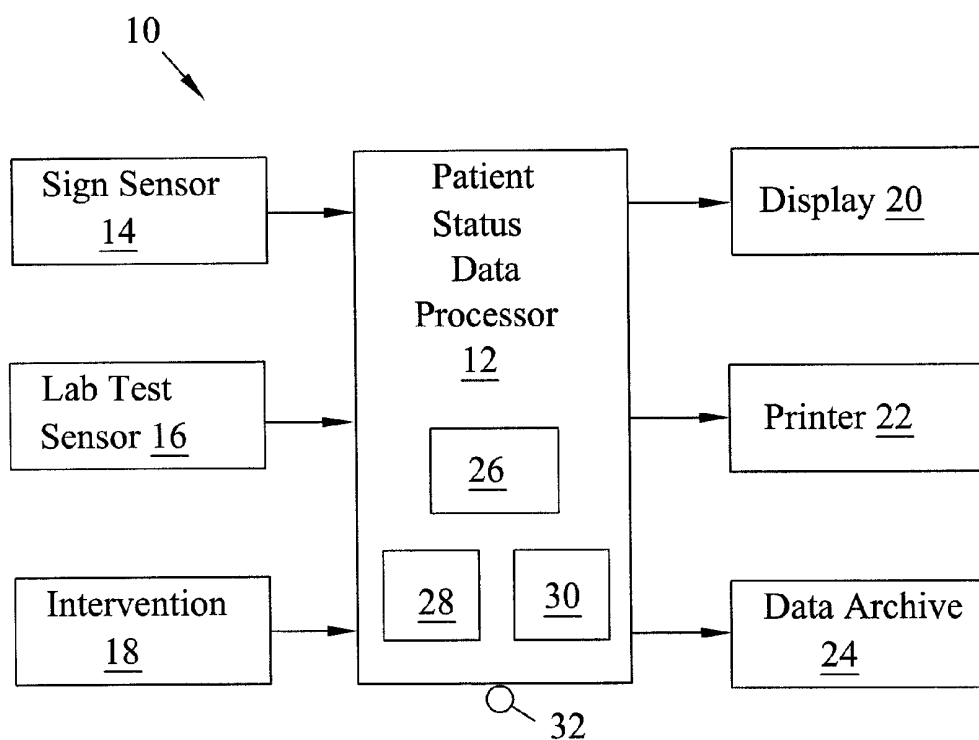 10
Sign Sensor
14
Lab Test
Sensor 16
Intervention
18
Patient
Status
Data
Processor
12
26
28
30
32
Display 20
Printer 22
Data Archive
24